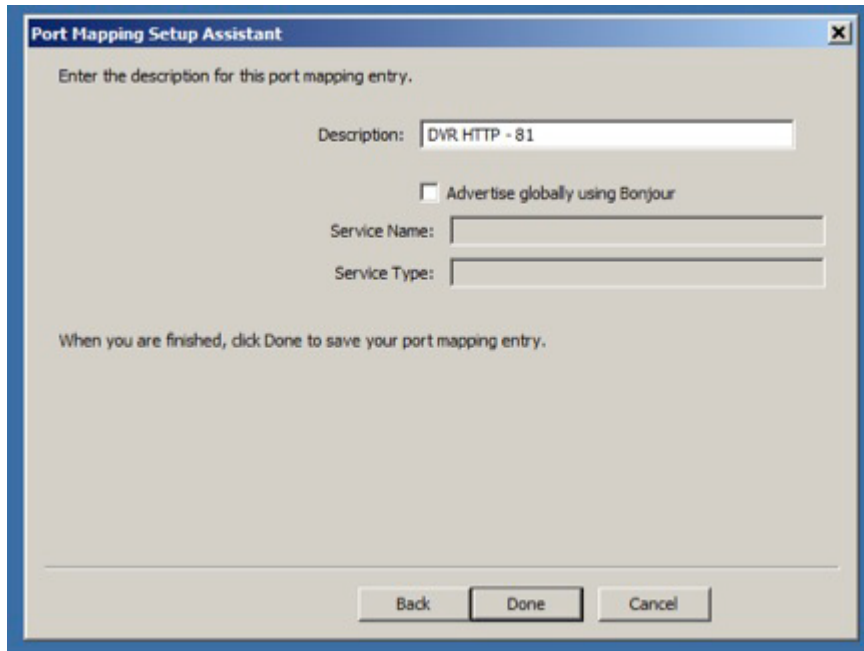 Port Mapping Setup Assistant
Enter the description for this port mapping entry.
Description: DVR HTTP - 81
Advertise globally using Bonjour
Service Name:
Service Type:
When you are finished, click Done to save your port mapping entry.
Back Done Cancel